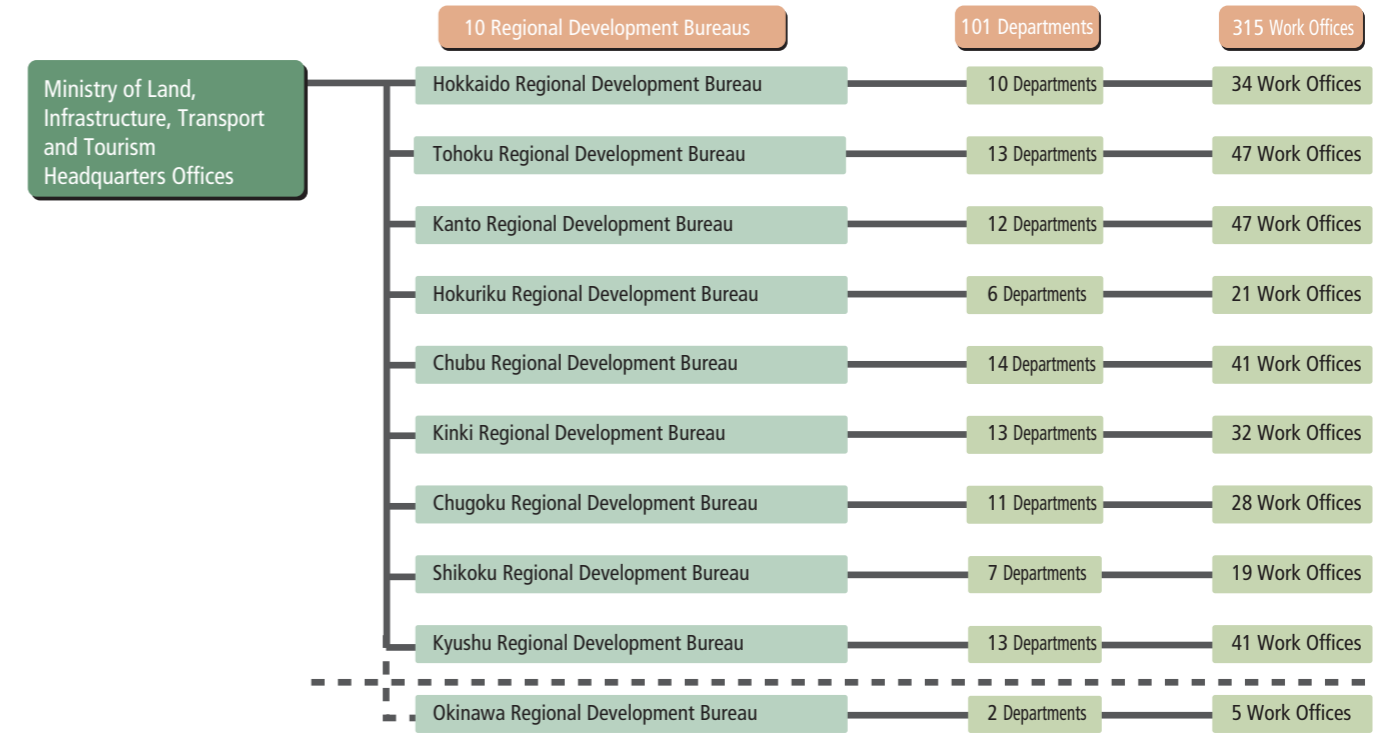 10 Regional Development Bureaus
101 Departments
315 Work Offices
Ministry of Land,
Infrastructure, Transport
and Tourism
Headquarters Offices
Hokkaido Regional Development Bureau
10 Departments
34 Work Offices
Tohoku Regional Development Bureau
13 Departments
47 Work Offices
Kanto Regional Development Bureau
12 Departments
47 Work Offices
Hokuriku Regional Development Bureau
6 Departments
21 Work Offices
Chubu Regional Development Bureau
14 Departments
41 Work Offices
Kinki Regional Development Bureau
13 Departments
32 Work Offices
Chugoku Regional Development Bureau
11 Departments
28 Work Offices
Shikoku Regional Development Bureau
7 Departments
19 Work Offices
Kyushu Regional Development Bureau
13 Departments
41 Work Offices
Okinawa Regional Development Bureau
2 Departments
5 Work Offices